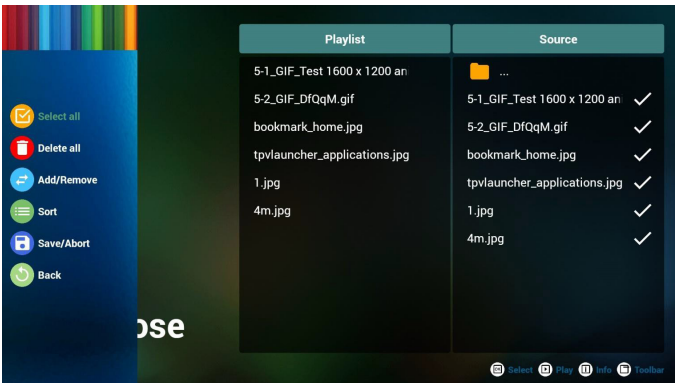 Playlist
Source
Select all
Delete all
Add/Remove
Sort
Save/Abort
Back
5-1_GIF_Test 1600 x 1200 an
5-2_GIF_DfQqM.gif
bookmark_home.jpg
tpvlauncher_applications.jpg
1.jpg
4m.jpg
...
5-1_GIF_Test 1600 x 1200 an
5-2_GIF_DfQqM.gif
bookmark_home.jpg
tpvlauncher_applications.jpg
1.jpg
4m.jpg
ose
Select Play Info Toolbar